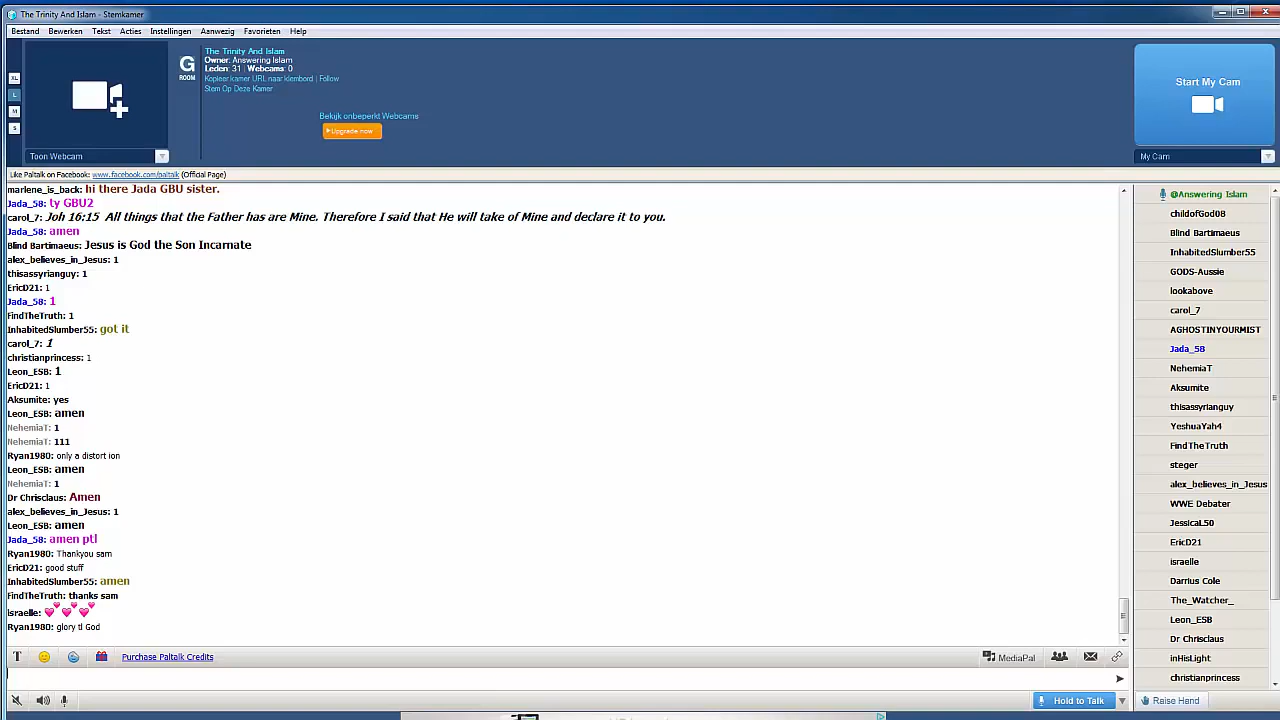 The Trinity And Islam - Stemkamer
Bestand Bewerken Tekst Acties Instellingen Aanwezig Favorieten Help
XL
L
M
S
Toon Webcam
G
ROOM
The Trinity And Islam
Owner: Answering Islam
Leden: 31 | Webcams: 0
Kopieer kamer URL naar klembord | Follow
Stem Op Deze Kamer
Bekijk onbeperkt Webcams
Upgrade now
Start My Cam
My Cam
Like Paltalk on Facebook: www.facebook.com/paltalk (Official Page)
marlene_is_back: hi there Jada GBU sister.
Jada_58: ty GBU2
carol_7: Joh 16:15 All things that the Father has are Mine. Therefore I said that He will take of Mine and declare it to you.
Jada_58: amen
Blind Bartimaeus: Jesus is God the Son Incarnate
alex_believes_in_Jesus: 1
thisassyrianguy: 1
EricD21: 1
Jada_58: 1
FindTheTruth: 1
InhabitedSlumber55: got it
carol_7: 1
christianprincess: 1
Leon_ESB: 1
EricD21: 1
Aksumite: yes
Leon_ESB: amen
NehemiaT: 1
NehemiaT: 111
Ryan1980: only a distort ion
Leon_ESB: amen
NehemiaT: 1
Dr Chrisclaus: Amen
alex_believes_in_Jesus: 1
Leon_ESB: amen
Jada_58: amen ptl
Ryan1980: Thankyou sam
EricD21: good stuff
InhabitedSlumber55: amen
FindTheTruth: thanks sam
israelle:
Ryan1980: glory tl God
@Answering Islam
childofGod08
Blind Bartimaeus
InhabitedSlumber55
GODS-Aussie
lookabove
carol_7
AGHOSTINYOURMIST
Jada_58
NehemiaT
Aksumite
thisassyrianguy
YeshuaYah4
FindTheTruth
steger
alex_believes_in_Jesus
WWE Debater
JessicaL50
EricD21
israelle
Darrius Cole
The_Watcher_
Leon_ESB
Dr Chrisclaus
inHisLight
christianprincess
T Purchase Paltalk Credits MediaPal
Hold to Talk Raise Hand